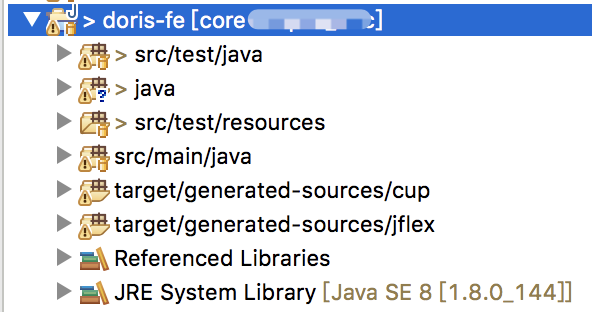 > doris-fe [core
> src/test/java
> java
> src/test/resources
src/main/java
target/generated-sources/cup
target/generated-sources/jflex
Referenced Libraries
JRE System Library [Java SE 8 [1.8.0_144]]